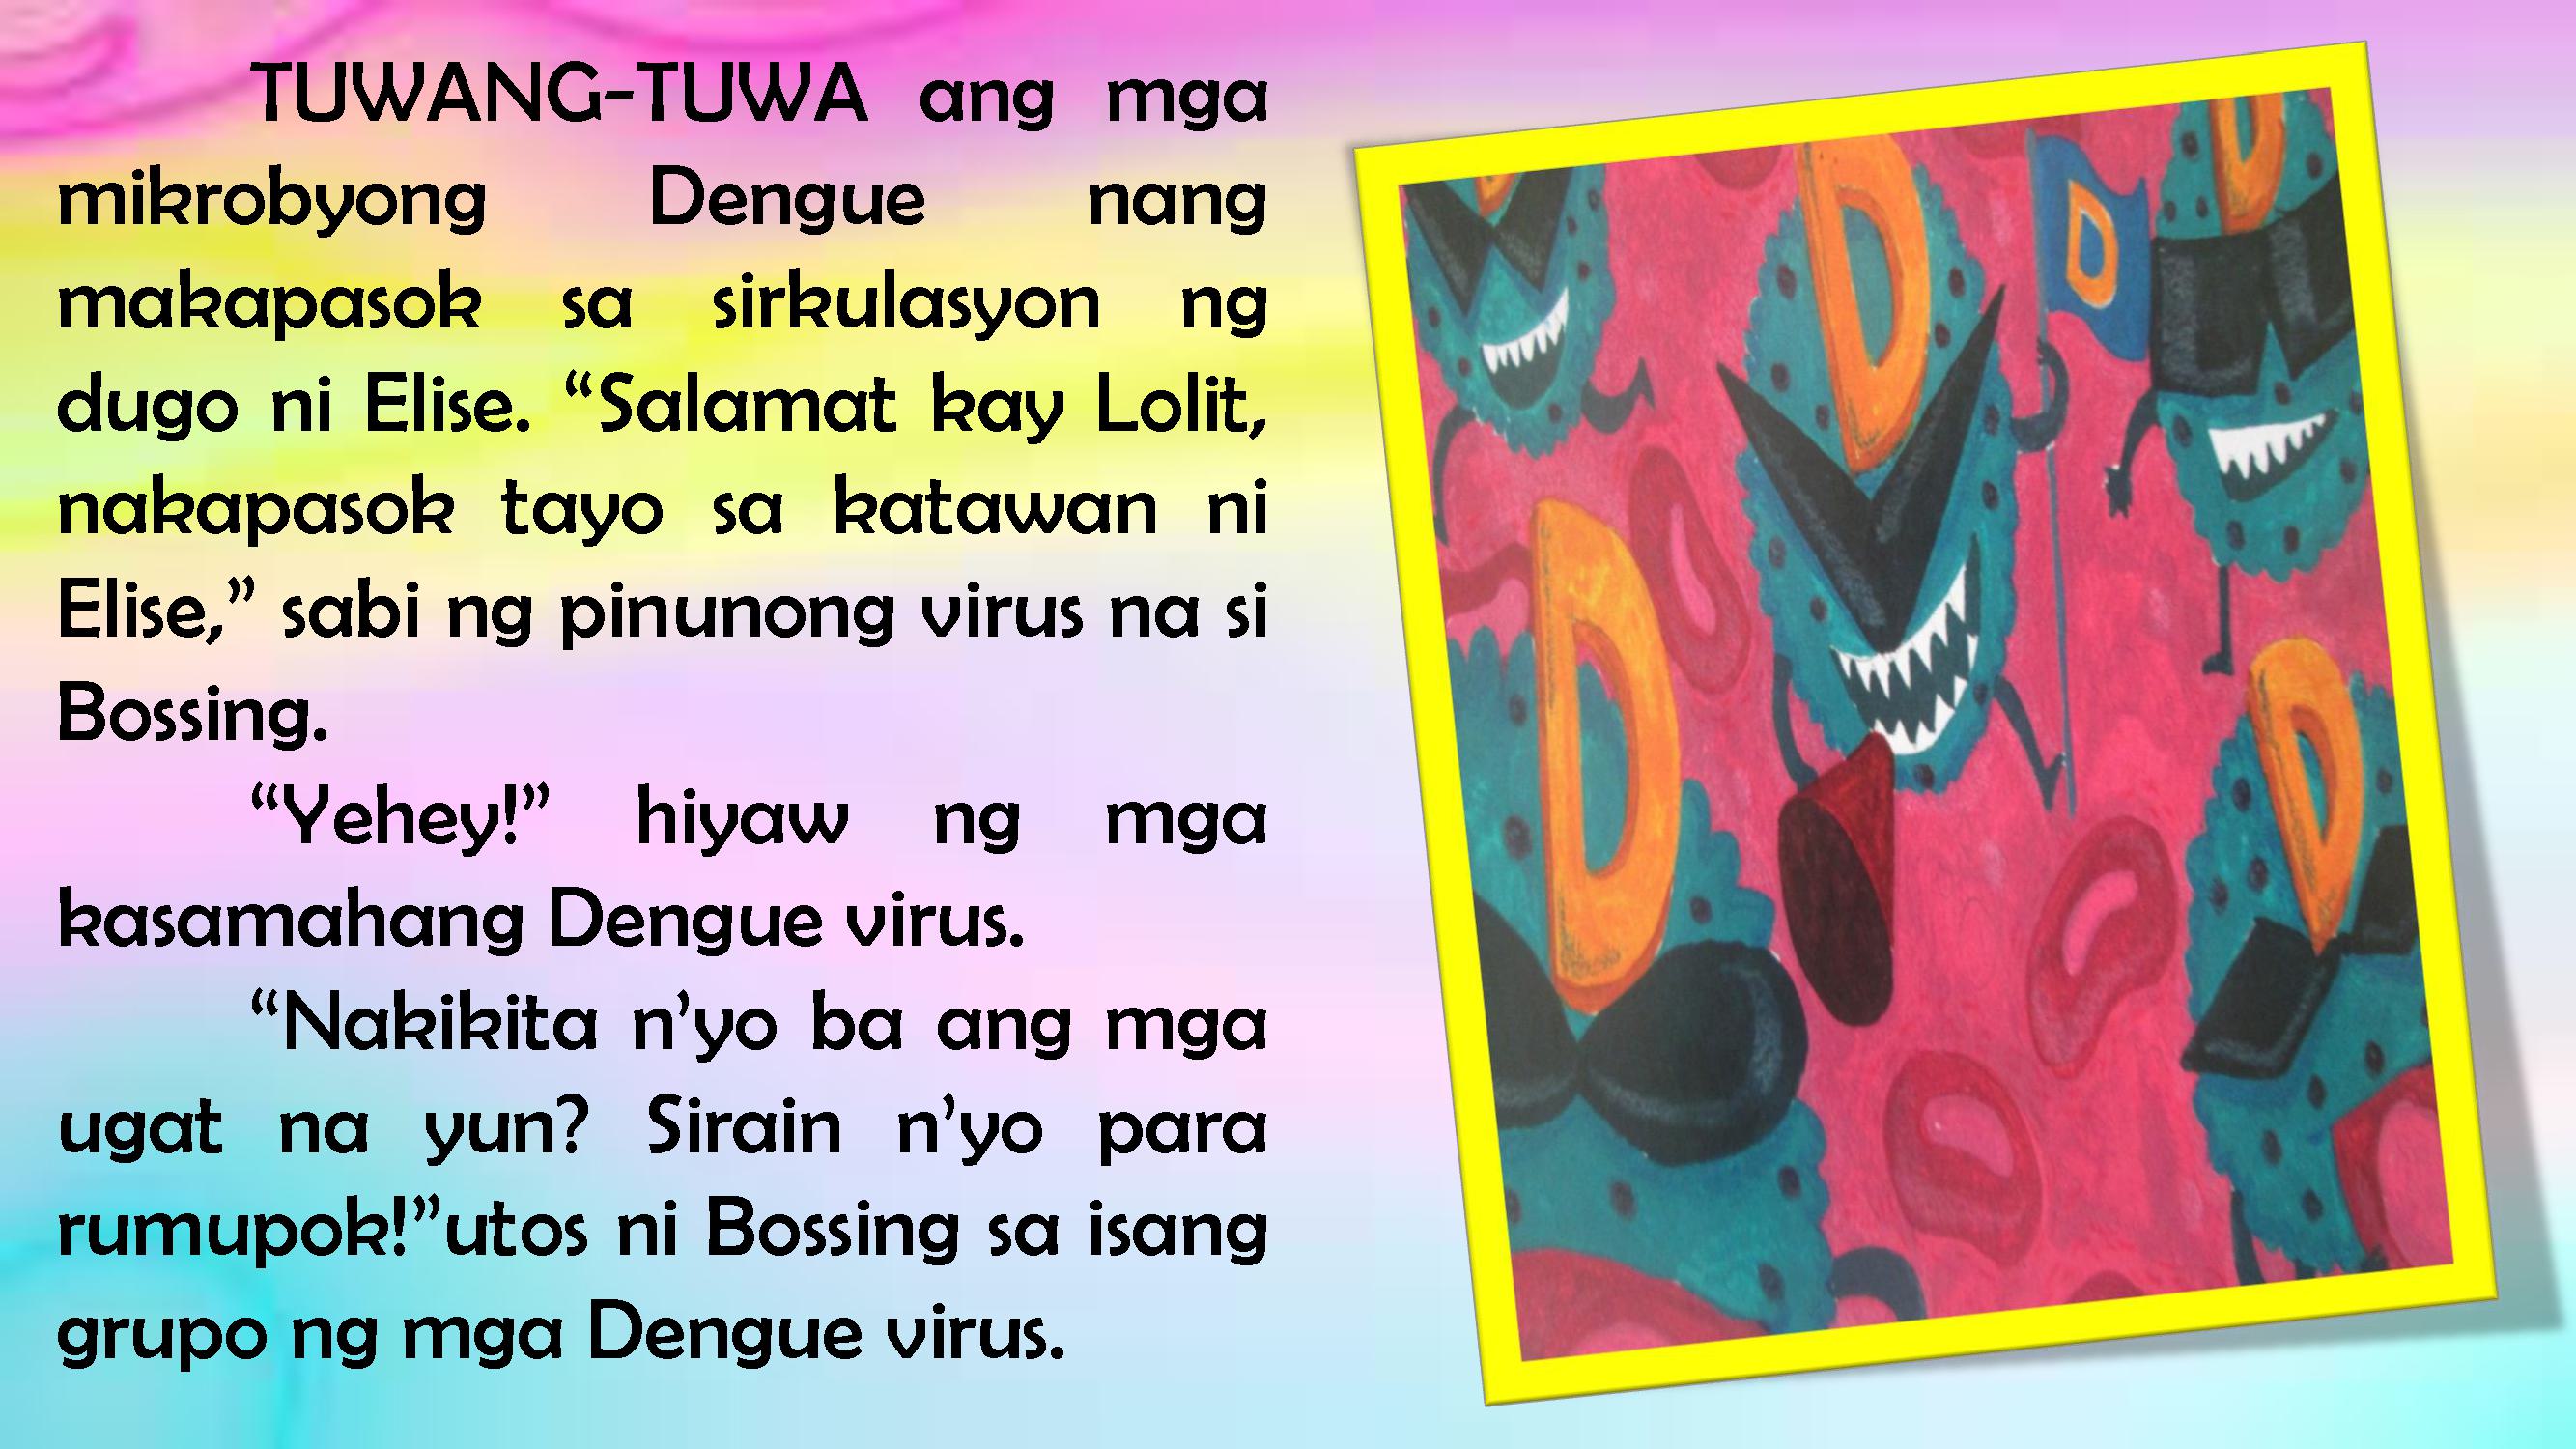 TUWANG-TUWA ang mga
mikrobyong Dengue nang
makapasok sa sirkulasyon ng
dugo ni Elise. “Salamat kay Lolit,
nakapasok tayo sa katawan ni
Elise,” sabi ng pinunong virus na si
Bossing.
“Yehey!” hiyaw ng mga
kasamahang Dengue virus.
“Nakikita n’yo ba ang mga
ugat na yun? Sirain n’yo para
rumupok!”utos ni Bossing sa isang
grupo ng mga Dengue virus.
D
D
D
D
D